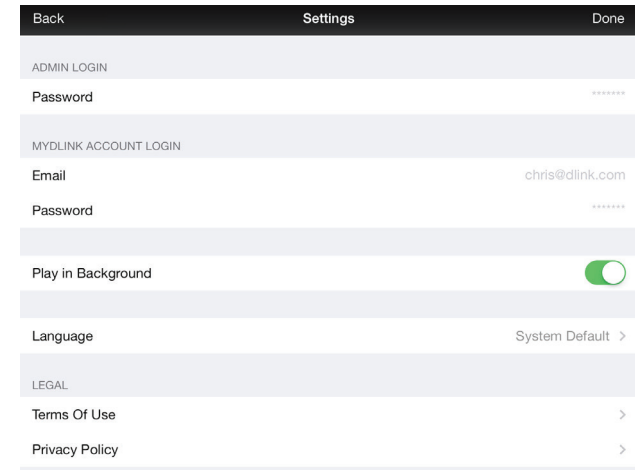 Back Settings Done
ADMIN LOGIN
Password *******
MYDLINK ACCOUNT LOGIN
Email chris@dlink.com
Password *******
Play in Background
Language System Default >
LEGAL
Terms Of Use >
Privacy Policy >